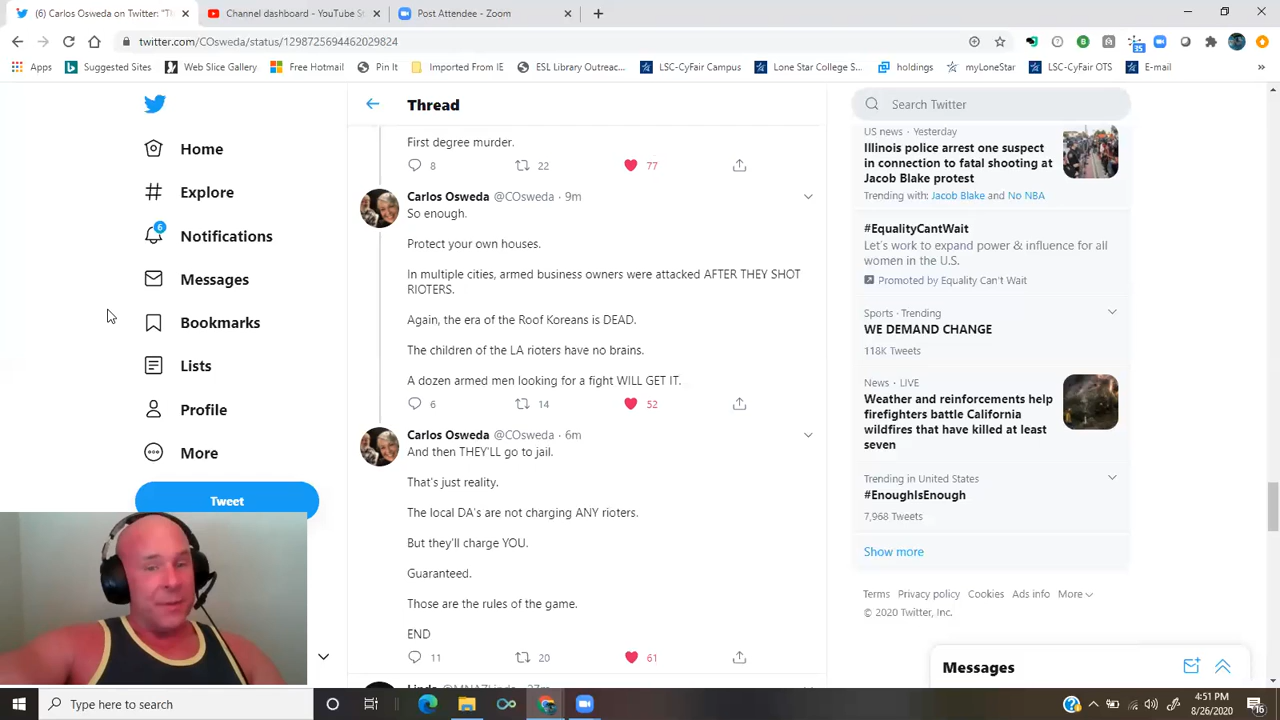 (6) Carlos Osweda on Twitter: "T
Channel dashboard - YouTube S
Post Attendee - Zoom
twitter.com/COsweda/status/1298725694462029824
35
Apps
Suggested Sites
Web Slice Gallery
Free Hotmail
Pin It
Imported From IE
ESL Library Outreac...
LSC-CyFair Campus
Lone Star College S...
holdings
myLoneStar
LSC-CyFair OTS
E-mail
»
Home
Explore
6
Notifications
Messages
Bookmarks
Lists
Profile
More
Tweet
Thread
First degree murder.
8 22 77
Carlos Osweda @COsweda · 9m
So enough.
Protect your own houses.
In multiple cities, armed business owners were attacked AFTER THEY SHOT
RIOTERS.
Again, the era of the Roof Koreans is DEAD.
The children of the LA rioters have no brains.
A dozen armed men looking for a fight WILL GET IT.
6 14 52
Carlos Osweda @COsweda · 6m
And then THEY'LL go to jail.
That's just reality.
The local DA's are not charging ANY rioters.
But they'll charge YOU.
Guaranteed.
Those are the rules of the game.
END
11 20 61
Search Twitter
US news · Yesterday
Illinois police arrest one suspect
in connection to fatal shooting at
Jacob Blake protest
Trending with: Jacob Blake and No NBA
#EqualityCantWait
Let's work to expand power & influence for all
women in the U.S.
Promoted by Equality Can't Wait
Sports · Trending
WE DEMAND CHANGE
118K Tweets
News · LIVE
Weather and reinforcements help
firefighters battle California
wildfires that have killed at least
seven
Trending in United States
#EnoughIsEnough
7,968 Tweets
Show more
Terms Privacy policy Cookies Ads info More
© 2020 Twitter, Inc.
Messages
Type here to search
4:51 PM
8/26/2020
16